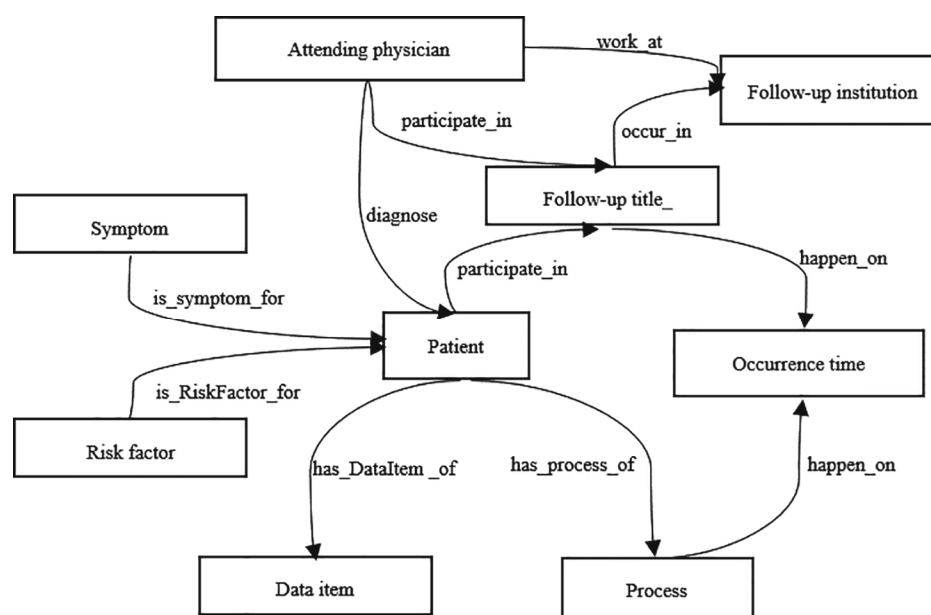 Attending physician
work_at
Follow-up institution
participate_in
occur_in
Follow-up title_
Symptom
diagnose
participate_in
happen_on
is_symptom_for
Patient
Occurrence time
is_RiskFactor_for
Risk factor
has_DataItem _of
has_process_of
happen_on
Data item
Process